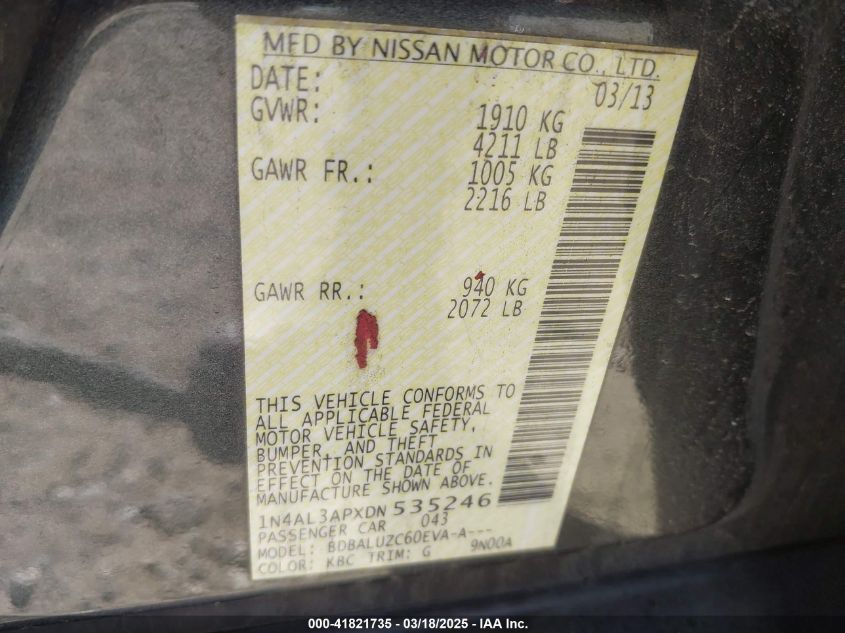 MFD BY NISSAN MOTOR CO., LTD.
DATE: 03/13
GVWR: 1910 KG
4211 LB
GAWR FR.: 1005 KG
2216 LB
GAWR RR.: 940 KG
2072 LB
THIS VEHICLE CONFORMS TO
ALL APPLICABLE FEDERAL
MOTOR VEHICLE SAFETY,
BUMPER, AND THEFT
PREVENTION STANDARDS IN
EFFECT ON THE DATE OF
MANUFACTURE SHOWN ABOVE.
1N4AL3APXDN 535246
PASSENGER CAR 043
MODEL: BDBALUZC60EVA-A---
COLOR: KBC TRIM: G 9N00A
000-41821735 - 03/18/2025 - IAA Inc.